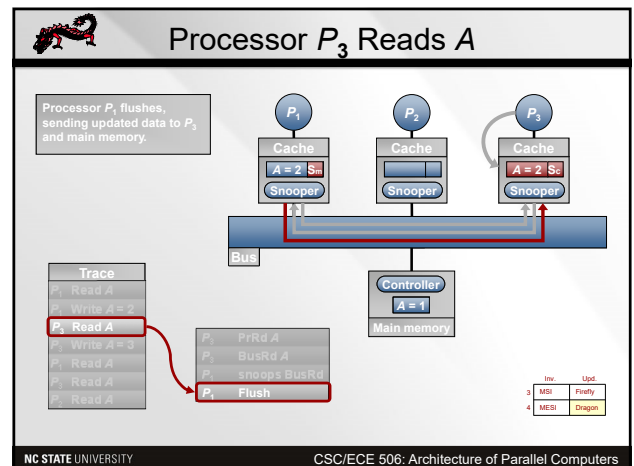 Processor P3 Reads A
Processor P1 flushes,
sending updated data to P3
and main memory.
P1
P2
P3
Cache
Cache
Cache
A = 2 Sm
A = 2 Sc
Snooper
Snooper
Snooper
Bus
Controller
A = 1
Main memory
Trace
P1 Read A
P1 Write A = 2
P3 Read A
P3 Write A = 3
P1 Read A
P3 Read A
P2 Read A
P3 PrRd A
P3 BusRd A
P1 snoops BusRd
P1 Flush
Inv. Upd.
3 MSI Firefly
4 MESI Dragon
NC STATE UNIVERSITY
CSC/ECE 506: Architecture of Parallel Computers